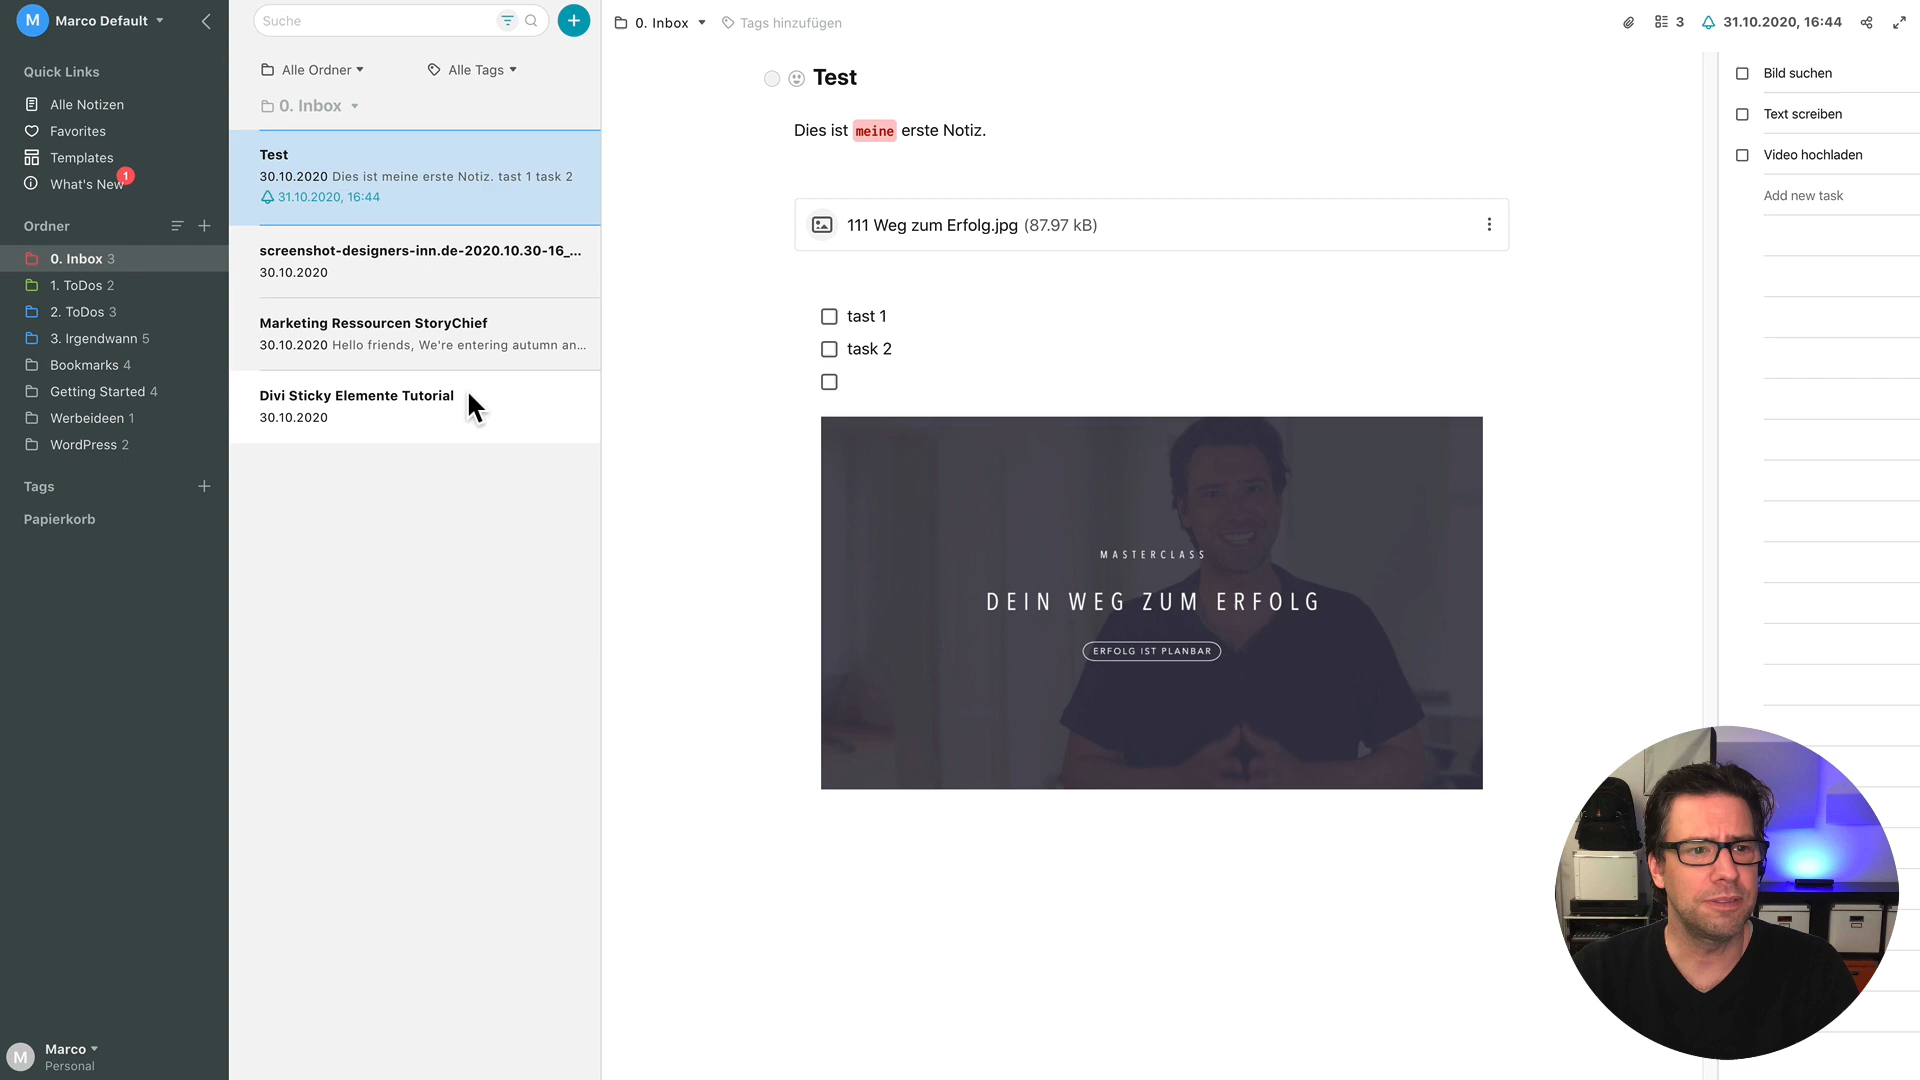 M Marco Default
Quick Links
Alle Notizen
Favorites
Templates
What's New 1
Ordner
0. Inbox 3
1. ToDos 2
2. ToDos 3
3. Irgendwann 5
Bookmarks 4
Getting Started 4
Werbeideen 1
WordPress 2
Tags
Papierkorb
M Marco
Personal
Suche
Alle Ordner Alle Tags
0. Inbox
Test
30.10.2020 Dies ist meine erste Notiz. tast 1 task 2
31.10.2020, 16:44
screenshot-designers-inn.de-2020.10.30-16_...
30.10.2020
Marketing Ressourcen StoryChief
30.10.2020 Hello friends, We're entering autumn an...
Divi Sticky Elemente Tutorial
30.10.2020
0. Inbox Tags hinzufügen
3 31.10.2020, 16:44
Test
Dies ist meine erste Notiz.
111 Weg zum Erfolg.jpg (87.97 kB)
tast 1
task 2
MASTERCLASS
DEIN WEG ZUM ERFOLG
ERFOLG IST PLANBAR
Bild suchen
Text screiben
Video hochladen
Add new task